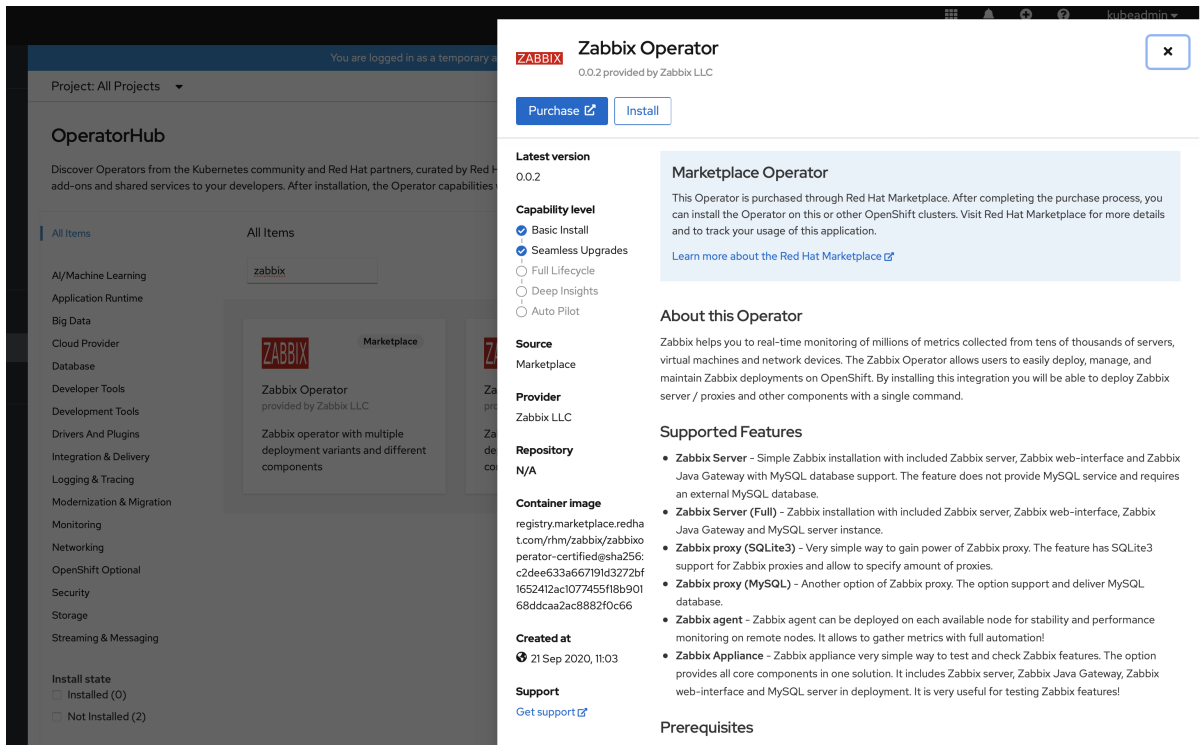 kubeadmin
You are logged in as a temporary a
Project: All Projects
OperatorHub
Discover Operators from the Kubernetes community and Red Hat partners, curated by Red H
add-ons and shared services to your developers. After installation, the Operator capabilities
All Items
AI/Machine Learning
Application Runtime
Big Data
Cloud Provider
Database
Developer Tools
Development Tools
Drivers And Plugins
Integration & Delivery
Logging & Tracing
Modernization & Migration
Monitoring
Networking
OpenShift Optional
Security
Storage
Streaming & Messaging
Install state
Installed (0)
Not Installed (2)
All Items
zabbix
ZABBIX
Marketplace
Zabbix Operator
provided by Zabbix LLC
Zabbix operator with multiple
deployment variants and different
components
ZABBIX
Zabbix Operator
0.0.2 provided by Zabbix LLC
Purchase
Install
Latest version
0.0.2
Capability level
Basic Install
Seamless Upgrades
Full Lifecycle
Deep Insights
Auto Pilot
Source
Marketplace
Provider
Zabbix LLC
Repository
N/A
Container image
registry.marketplace.redha
t.com/rhm/zabbix/zabbixo
perator-certified@sha256:
c2dee633a667191d3272bf
1652412ac1077455f18b901
68ddcaa2ac8882f0c66
Created at
21 Sep 2020, 11:03
Support
Get support
Marketplace Operator
This Operator is purchased through Red Hat Marketplace. After completing the purchase process, you
can install the Operator on this or other OpenShift clusters. Visit Red Hat Marketplace for more details
and to track your usage of this application.
Learn more about the Red Hat Marketplace
About this Operator
Zabbix helps you to real-time monitoring of millions of metrics collected from tens of thousands of servers,
virtual machines and network devices. The Zabbix Operator allows users to easily deploy, manage, and
maintain Zabbix deployments on OpenShift. By installing this integration you will be able to deploy Zabbix
server / proxies and other components with a single command.
Supported Features
• Zabbix Server - Simple Zabbix installation with included Zabbix server, Zabbix web-interface and Zabbix
Java Gateway with MySQL database support. The feature does not provide MySQL service and requires
an external MySQL database.
• Zabbix Server (Full) - Zabbix installation with included Zabbix server, Zabbix web-interface, Zabbix
Java Gateway and MySQL server instance.
• Zabbix proxy (SQLite3) - Very simple way to gain power of Zabbix proxy. The feature has SQLite3
support for Zabbix proxies and allow to specify amount of proxies.
• Zabbix proxy (MySQL) - Another option of Zabbix proxy. The option support and deliver MySQL
database.
• Zabbix agent - Zabbix agent can be deployed on each available node for stability and performance
monitoring on remote nodes. It allows to gather metrics with full automation!
• Zabbix Appliance - Zabbix appliance very simple way to test and check Zabbix features. The option
provides all core components in one solution. It includes Zabbix server, Zabbix Java Gateway, Zabbix
web-interface and MySQL server in deployment. It is very useful for testing Zabbix features!
Prerequisites